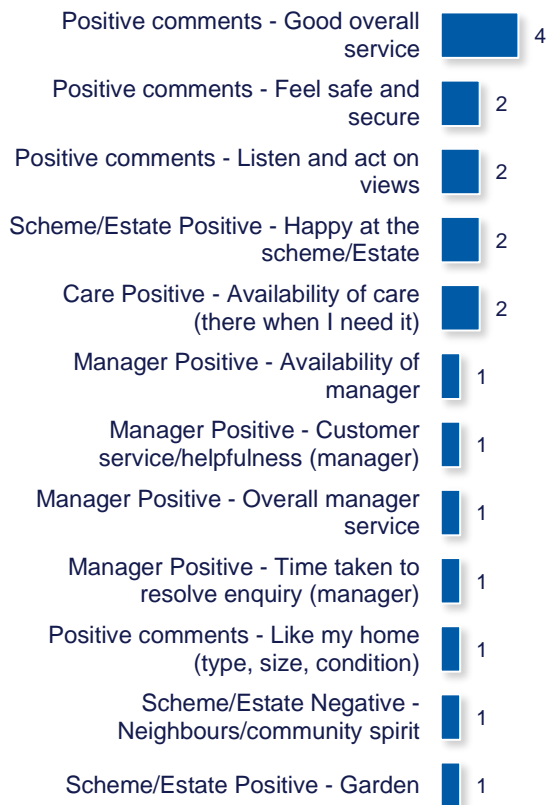 Positive comments - Good overall
service
4
Positive comments - Feel safe and
secure
2
Positive comments - Listen and act on
views
2
Scheme/Estate Positive - Happy at the
scheme/Estate
2
Care Positive - Availability of care
(there when I need it)
2
Manager Positive - Availability of
manager
1
Manager Positive - Customer
service/helpfulness (manager)
1
Manager Positive - Overall manager
service
1
Manager Positive - Time taken to
resolve enquiry (manager)
1
Positive comments - Like my home
(type, size, condition)
1
Scheme/Estate Negative -
Neighbours/community spirit
1
Scheme/Estate Positive - Garden
1